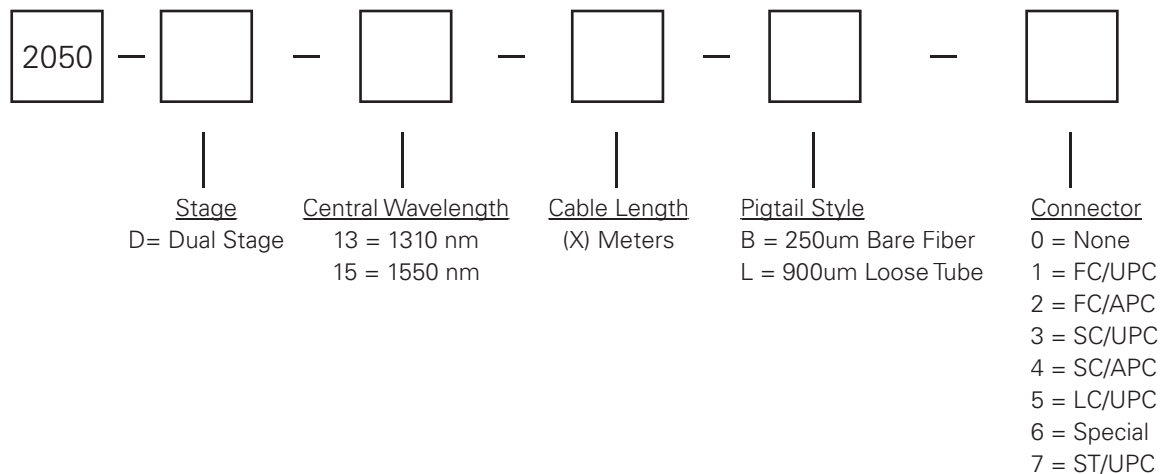 2050 — — — — —
Stage
D= Dual Stage
Central Wavelength
13 = 1310 nm
15 = 1550 nm
Cable Length
(X) Meters
Pigtail Style
B = 250um Bare Fiber
L = 900um Loose Tube
Connector
0 = None
1 = FC/UPC
2 = FC/APC
3 = SC/UPC
4 = SC/APC
5 = LC/UPC
6 = Special
7 = ST/UPC